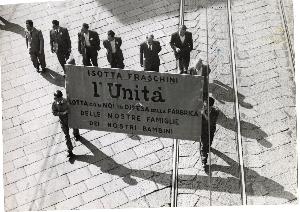 ISOTTA FRASCHINI
l'Unità
LOTTA CON NOI IN DIFESA DELLA FABBRICA
DELLE NOSTRE FAMIGLIE
DEI NOSTRI BAMBINI